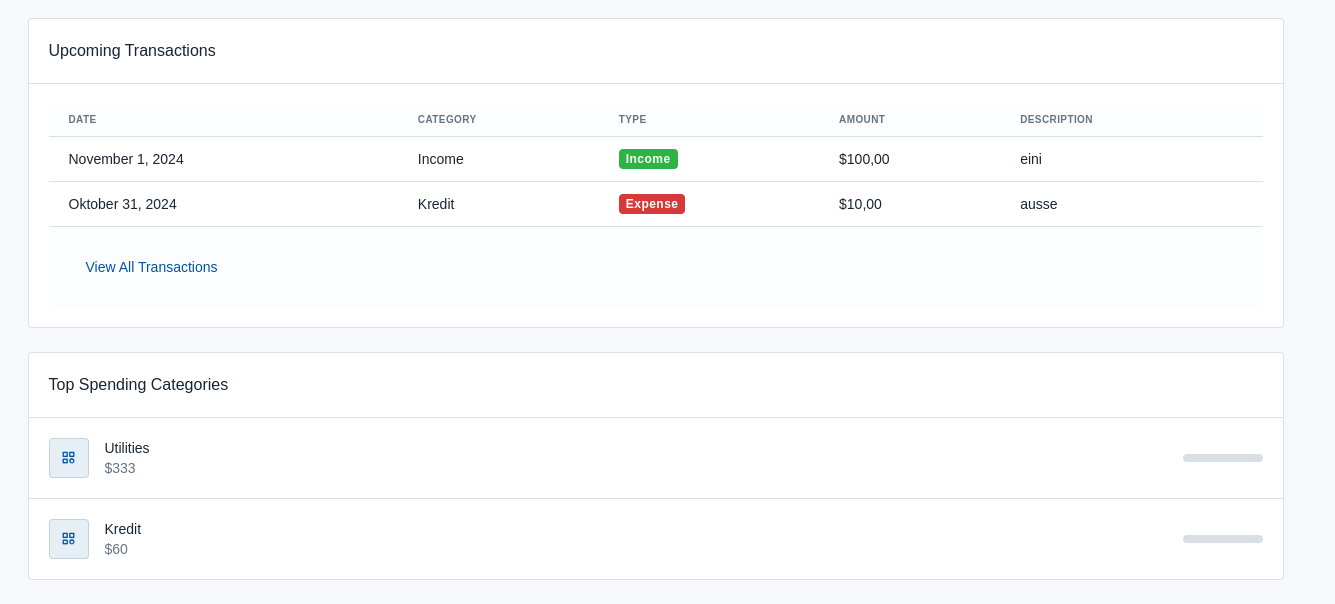 Upcoming Transactions
DATE CATEGORY TYPE AMOUNT DESCRIPTION
November 1, 2024 Income Income $100,00 eini
Oktober 31, 2024 Kredit Expense $10,00 ausse
View All Transactions
Top Spending Categories
Utilities
$333
Kredit
$60